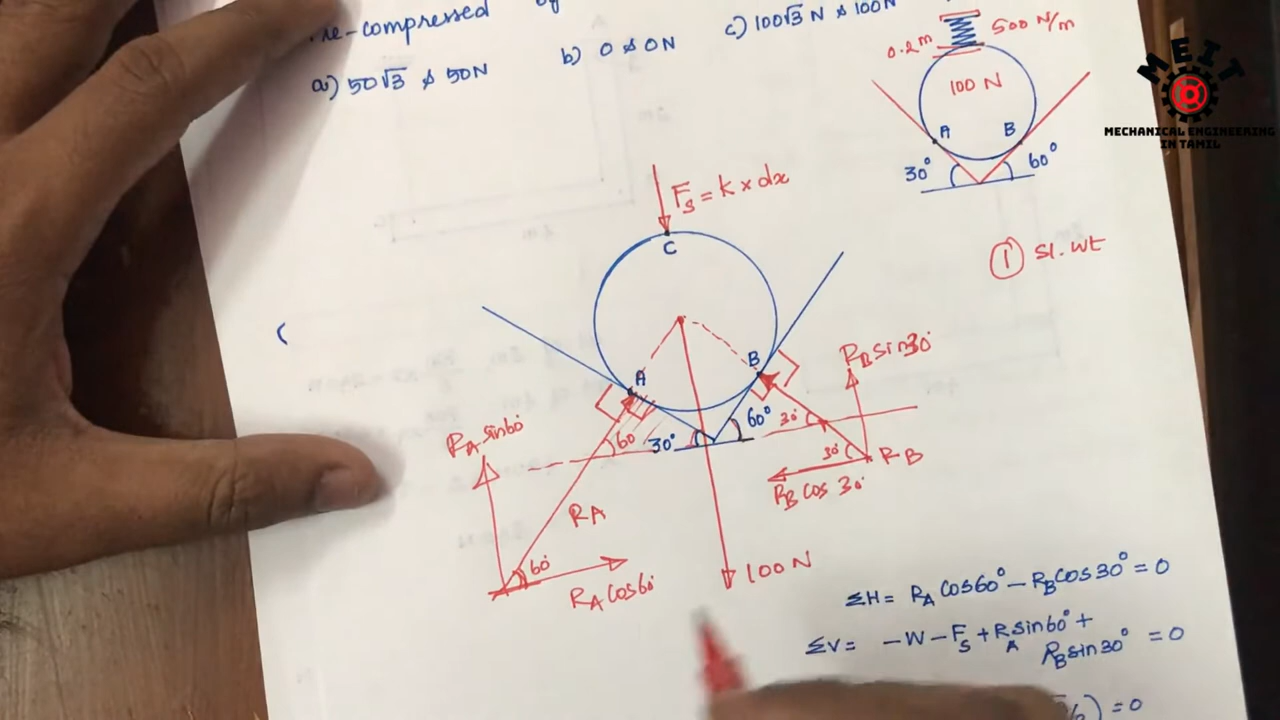 -compressed
a) 50√3 & 50N
b) 0 & 0N
c) 100√3 N & 100N
0.2m
500 N/m
100 N
A
B
30°
60°
MEIT
MECHANICAL ENGINEERING
IN TAMIL
Fs = k × dx
C
① Sl. wt
A
B
RB sin30°
RA sin60°
60
30°
60°
30°
30°
RB
RB cos 30°
RA
60°
RA cos60°
100N
ΣH = RA cos60° - RB cos30° = 0
ΣV = -W - Fs + RA sin60° +
RB sin30° = 0
) = 0